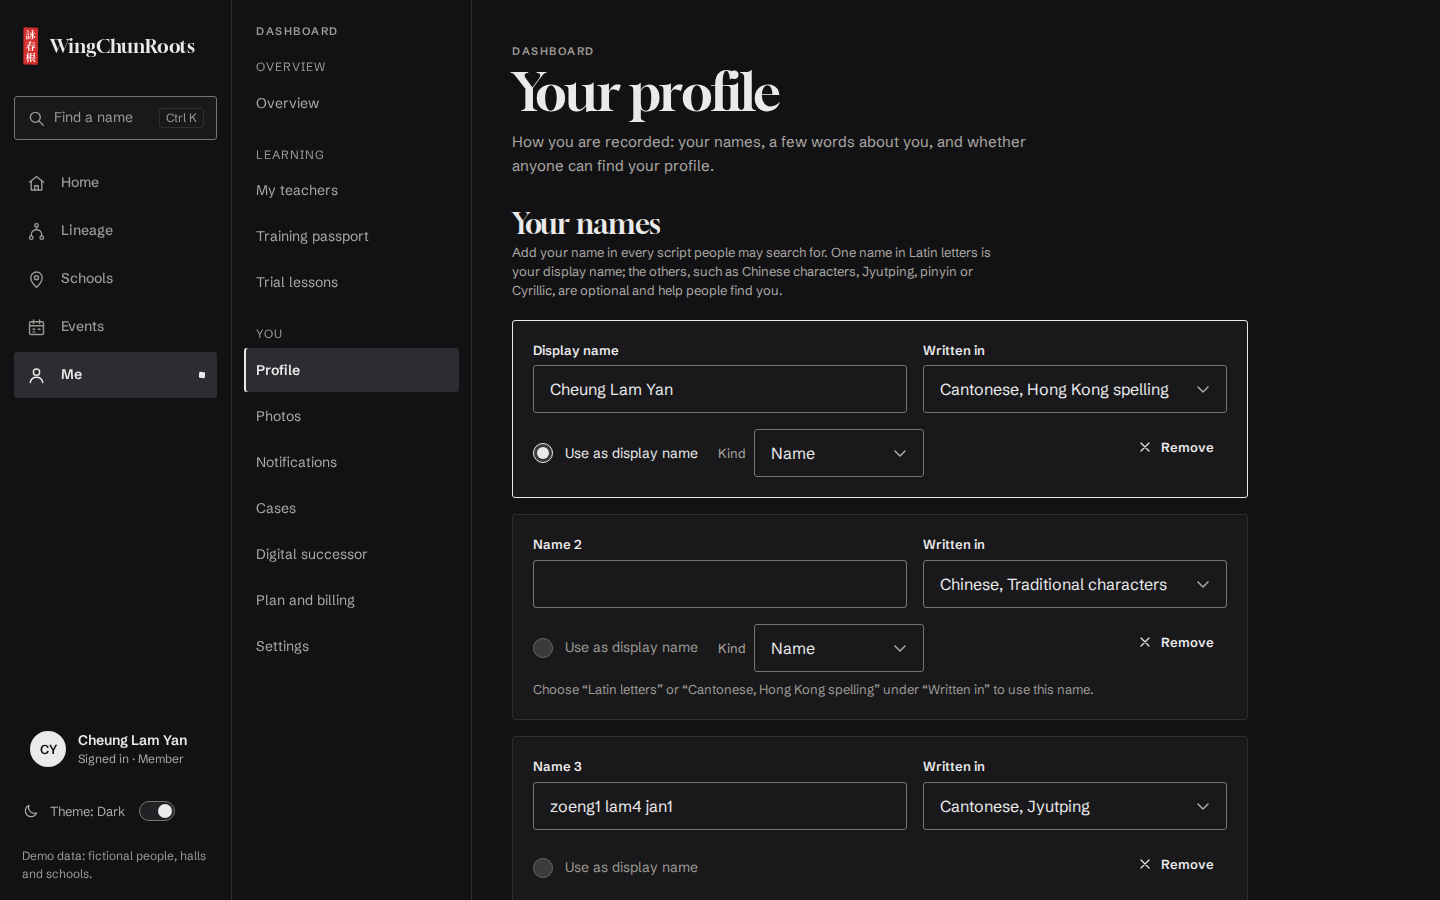 詠春根
WingChunRoots
Find a name
Ctrl K
Home
Lineage
Schools
Events
Me
CY
Cheung Lam Yan
Signed in · Member
Theme: Dark
Demo data: fictional people, halls
and schools.
DASHBOARD
OVERVIEW
Overview
LEARNING
My teachers
Training passport
Trial lessons
YOU
Profile
Photos
Notifications
Cases
Digital successor
Plan and billing
Settings
DASHBOARD
Your profile
How you are recorded: your names, a few words about you, and whether
anyone can find your profile.
Your names
Add your name in every script people may search for. One name in Latin letters is
your display name; the others, such as Chinese characters, Jyutping, pinyin or
Cyrillic, are optional and help people find you.
Display name
Written in
Cheung Lam Yan
Cantonese, Hong Kong spelling
Use as display name
Kind
Name
Remove
Name 2
Written in
Chinese, Traditional characters
Use as display name
Kind
Name
Remove
Choose “Latin letters” or “Cantonese, Hong Kong spelling” under “Written in” to use this name.
Name 3
Written in
zoeng1 lam4 jan1
Cantonese, Jyutping
Use as display name
Remove